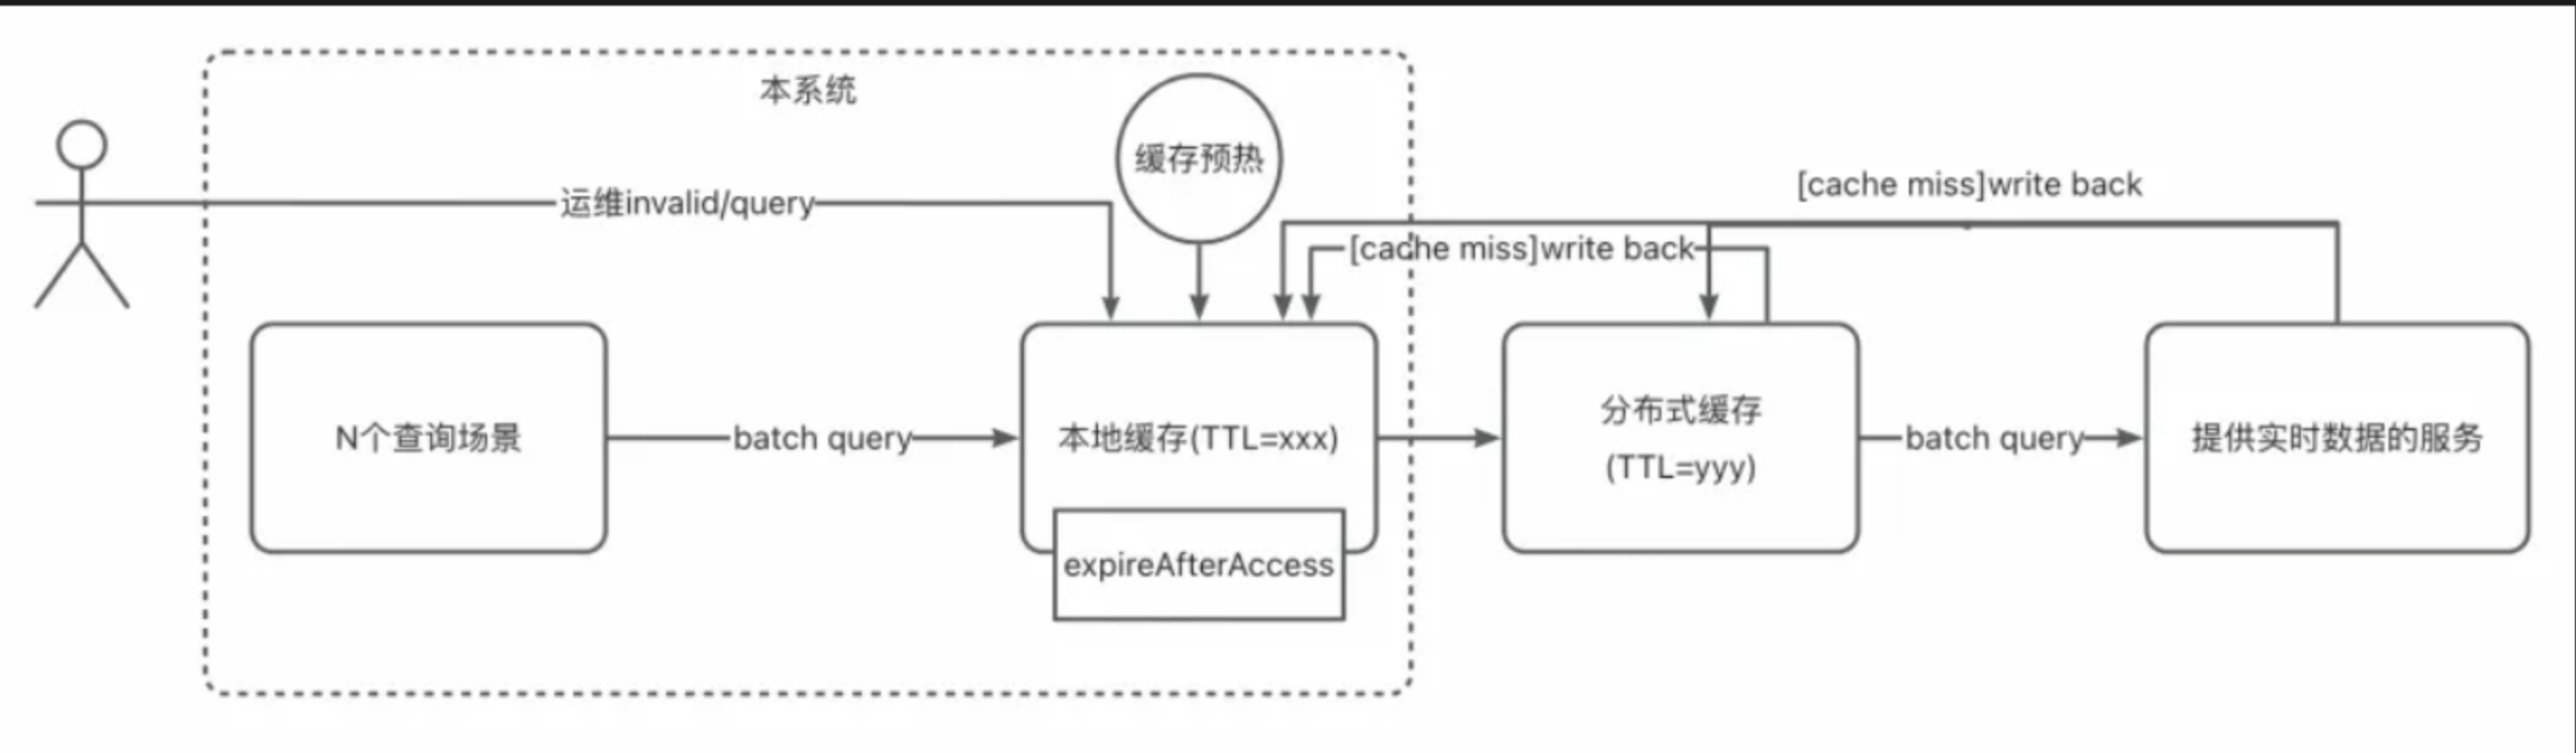 本系统
缓存预热
[cache miss]write back
运维invalid/query
[cache miss]write back
N个查询场景
batch query
本地缓存(TTL=xxx)
分布式缓存
(TTL=yyy)
batch query
提供实时数据的服务
expireAfterAccess